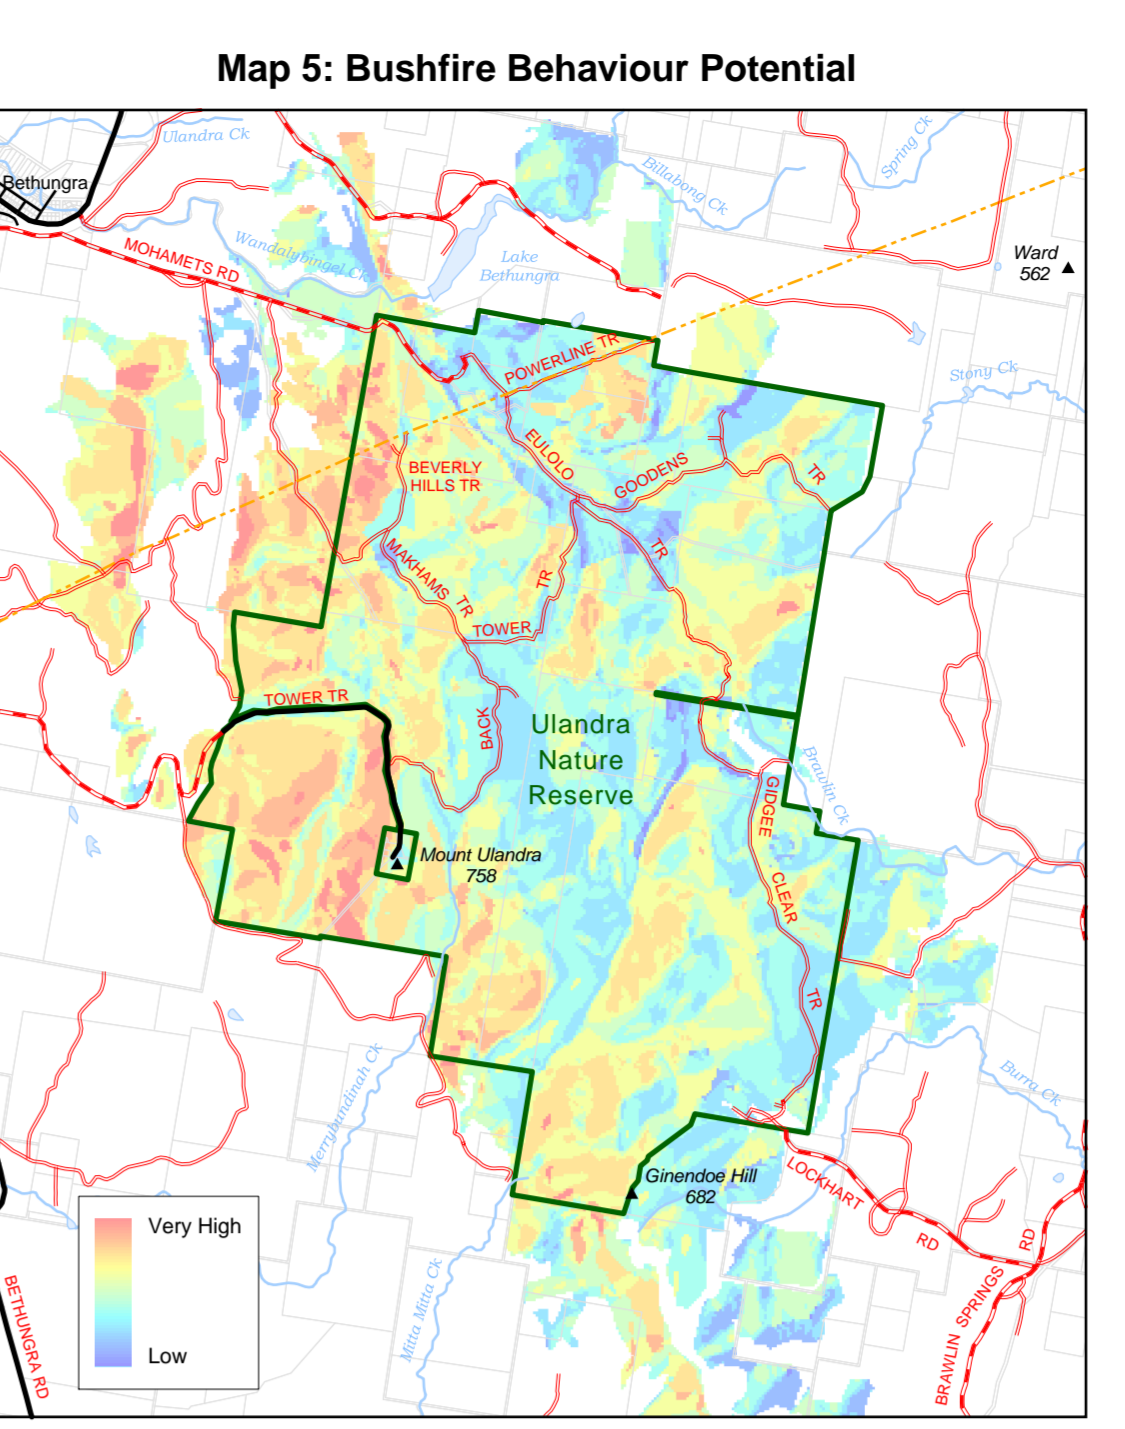 Map 5: Bushfire Behaviour Potential
Ulandra Ck
Spring Ck
Billabong Ck
Bethungra
MOHAMETS RD
Wandalybingel Ck
Lake
Bethungra
Ward
562
POWERLINE TR
Stony Ck
EULOLO
GOODENS
TR
BEVERLY
HILLS TR
MAKHAMS TR
TR
TR
TOWER
TOWER TR
BACK
Ulandra
Nature
Reserve
Brawlin Ck
GIDGEE
CLEAR
TR
Mount Ulandra
758
Merrybundinah Ck
Burra Ck
Ginendoe Hill
682
LOCKHART
RD
RD
BRAWLIN SPRINGS
Mitta Mitta Ck
BETHUNGRA RD
Very High
Low